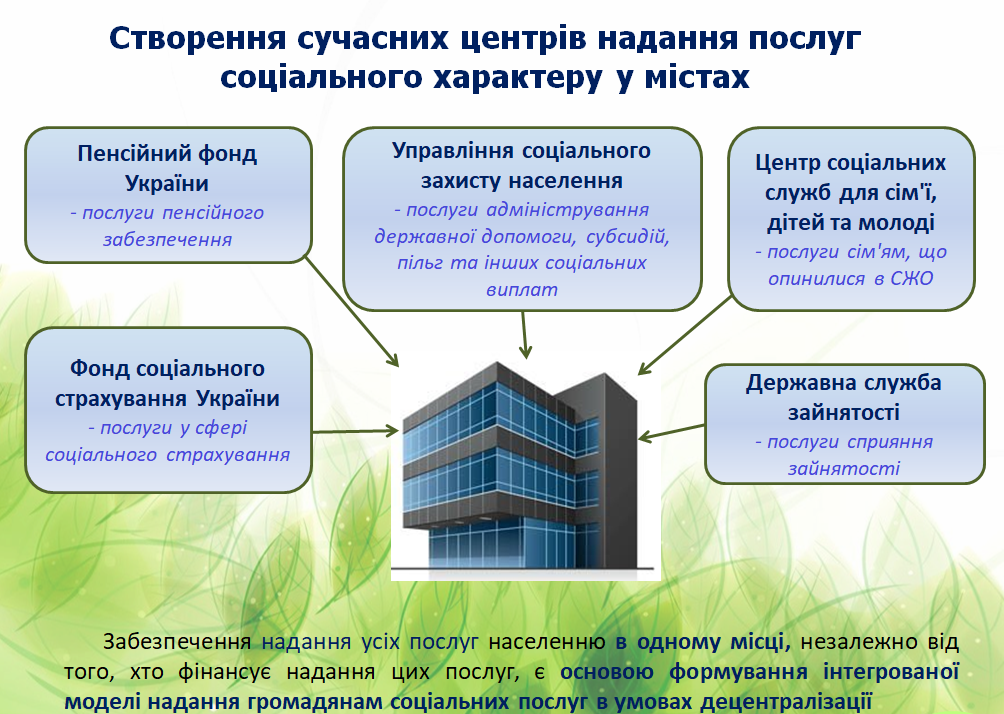 Створення сучасних центрів надання послуг
соціального характеру у містах
Пенсійний фонд
України
- послуги пенсійного
забезпечення
Управління соціального
захисту населення
- послуги адміністрування
державної допомоги, субсидій,
пільг та інших соціальних
виплат
Центр соціальних
служб для сім'ї,
дітей та молоді
- послуги сім'ям, що
опинилися в СЖО
Фонд соціального
страхування України
- послуги у сфері
соціального страхування
Державна служба
зайнятості
- послуги сприяння
зайнятості
Забезпечення надання усіх послуг населенню в одному місці, незалежно від
того, хто фінансує надання цих послуг, є основою формування інтегрованої
моделі надання громадянам соціальних послуг в умовах децентралізації